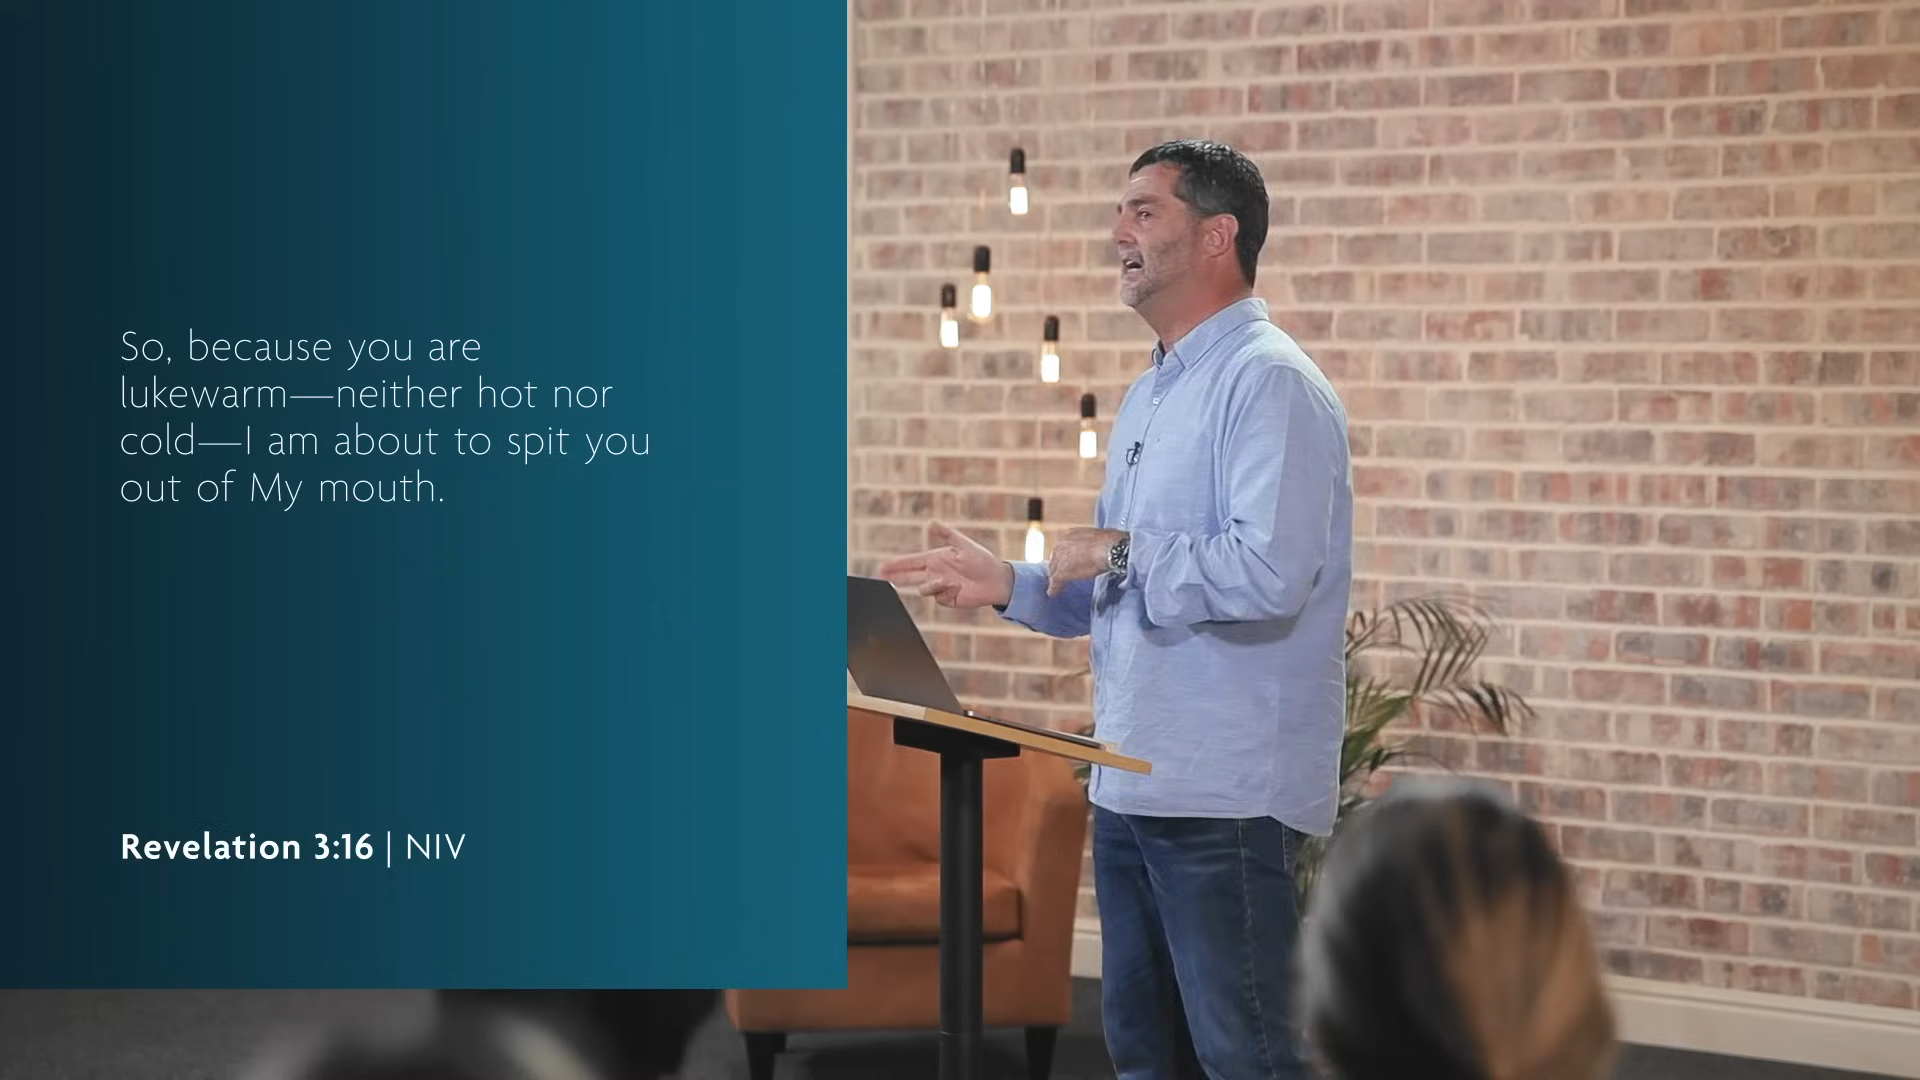 So, because you are
lukewarm—neither hot nor
cold—I am about to spit you
out of My mouth.
Revelation 3:16 | NIV